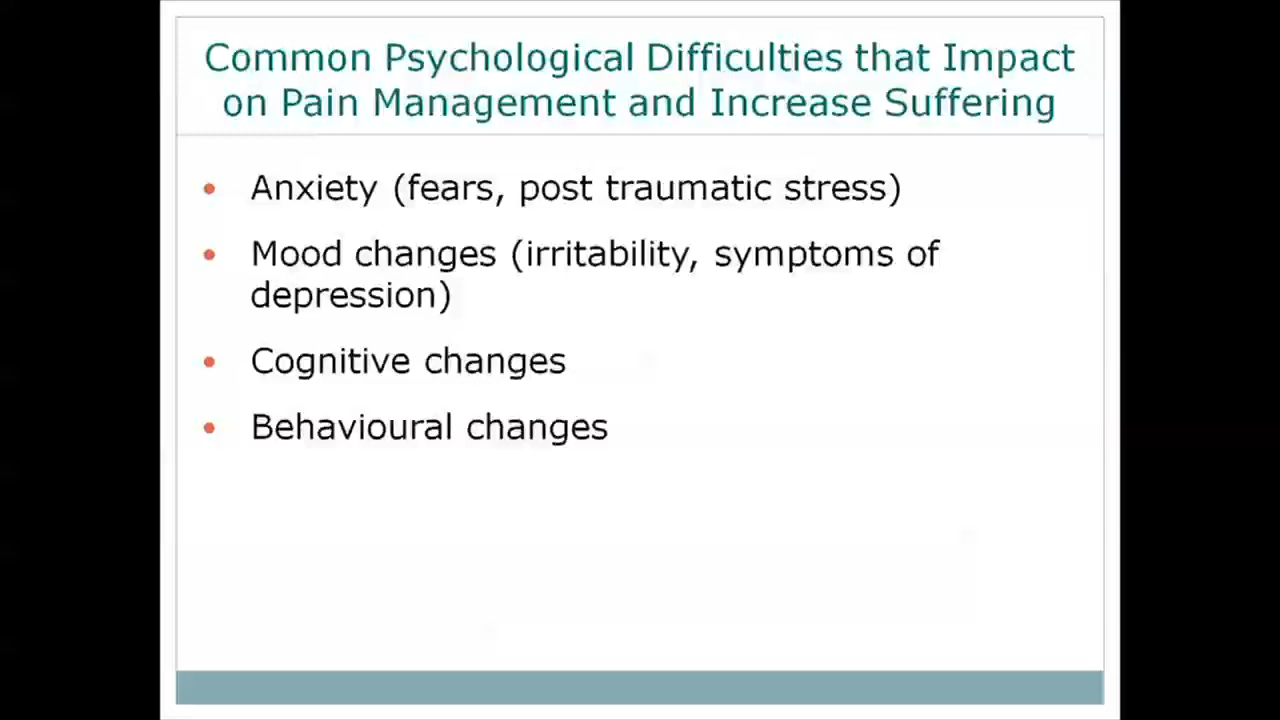 Common Psychological Difficulties that Impact
on Pain Management and Increase Suffering
• Anxiety (fears, post traumatic stress)
• Mood changes (irritability, symptoms of
depression)
• Cognitive changes
• Behavioural changes